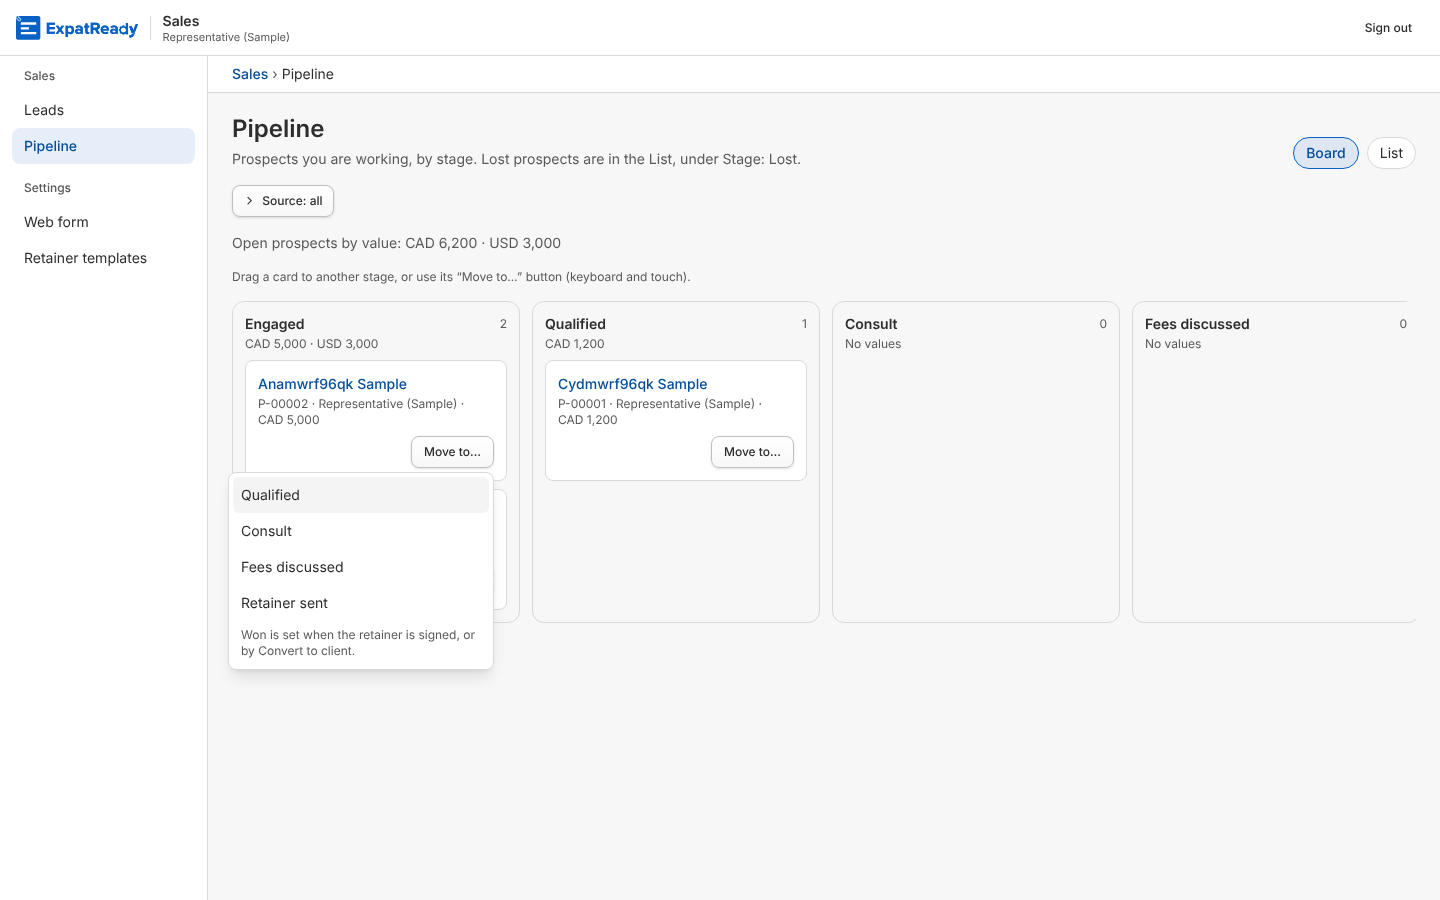 ExpatReady
Sales
Representative (Sample)
Sign out
Sales
Leads
Pipeline
Settings
Web form
Retainer templates
Sales › Pipeline
Pipeline
Prospects you are working, by stage. Lost prospects are in the List, under Stage: Lost.
Board
List
Source: all
Open prospects by value: CAD 6,200 · USD 3,000
Drag a card to another stage, or use its “Move to…” button (keyboard and touch).
Engaged 2
CAD 5,000 · USD 3,000
Anamwrf96qk Sample
P-00002 · Representative (Sample) ·
CAD 5,000
Move to…
Qualified
Consult
Fees discussed
Retainer sent
Won is set when the retainer is signed, or
by Convert to client.
Qualified 1
CAD 1,200
Cydmwrf96qk Sample
P-00001 · Representative (Sample) ·
CAD 1,200
Move to…
Consult 0
No values
Fees discussed 0
No values